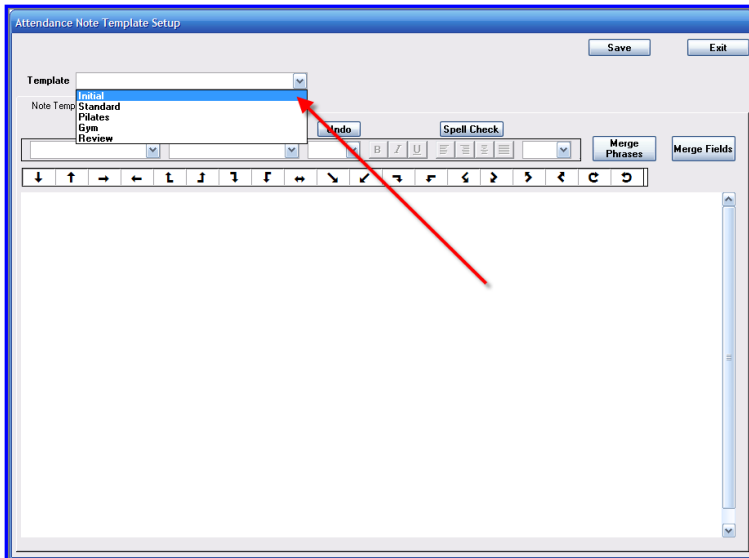 Attendance Note Template Setup
Save Exit
Template
Initial
Note Temp Standard
Pilates
Gym
Review
Undo Spell Check
B I U
Merge Phrases
Merge Fields